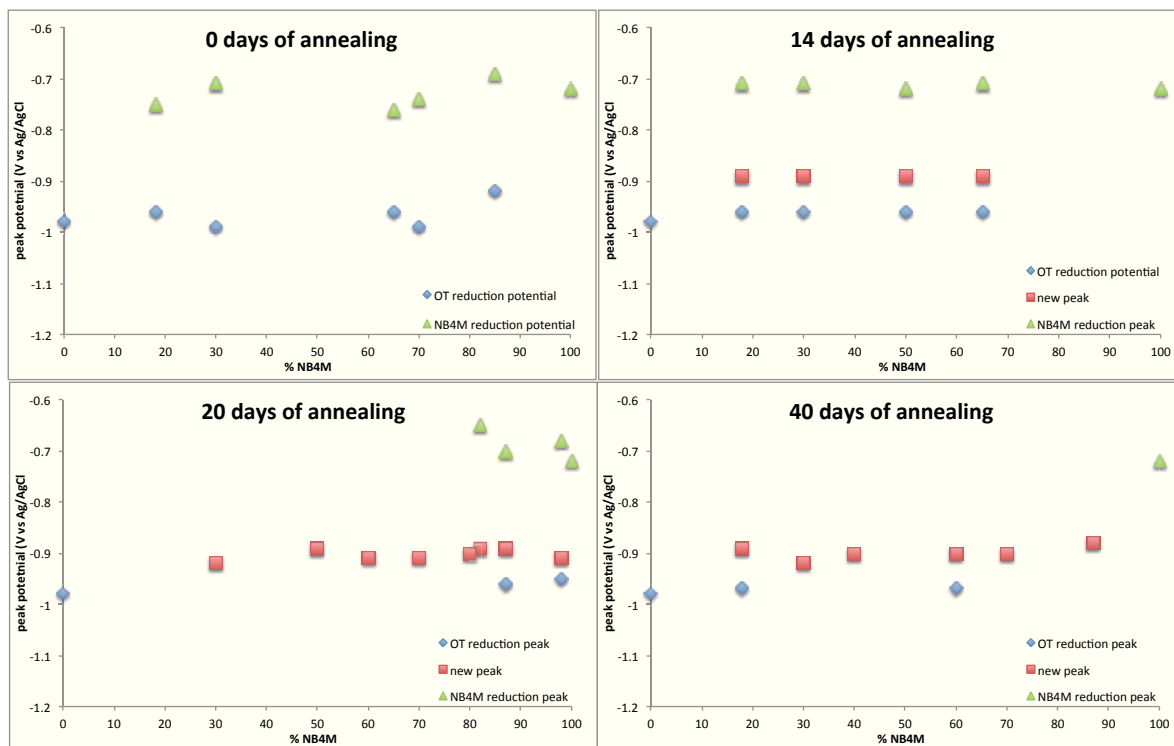 0 days of annealing
-0.6
-0.7
-0.8
-0.9
-1
-1.1
-1.2
peak potetnial (V vs Ag/AgCl
OT reduction potential
NB4M reduction potential
0 10 20 30 40 50 60 70 80 90 100
% NB4M
14 days of annealing
-0.6
-0.7
-0.8
-0.9
-1
-1.1
-1.2
peak potetnial (V vs Ag/AgCl
OT reduction potential
new peak
NB4M reduction peak
0 10 20 30 40 50 60 70 80 90 100
% NB4M
20 days of annealing
-0.6
-0.7
-0.8
-0.9
-1
-1.1
-1.2
peak potetnial (V vs Ag/AgCl
OT reduction peak
new peak
NB4M reduction peak
0 10 20 30 40 50 60 70 80 90 100
% NB4M
40 days of annealing
-0.6
-0.7
-0.8
-0.9
-1
-1.1
-1.2
peak potetnial (V vs Ag/AgCl
OT reduction peak
new peak
NB4M reduction peak
0 10 20 30 40 50 60 70 80 90 100
% NB4M